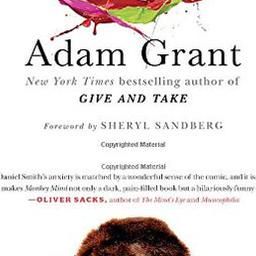 Adam Grant
New York Times bestselling author of
GIVE AND TAKE
Foreword by SHERYL SANDBERG
Copyrighted Material
Copyrighted Material
Daniel Smith's anxiety is matched by a wonderful sense of the comic, and it
makes Monkey Mind not only a dark, pain-filled book but a hilariously funny
—OLIVER SACKS, author of The Mind's Eye and Musicophilia